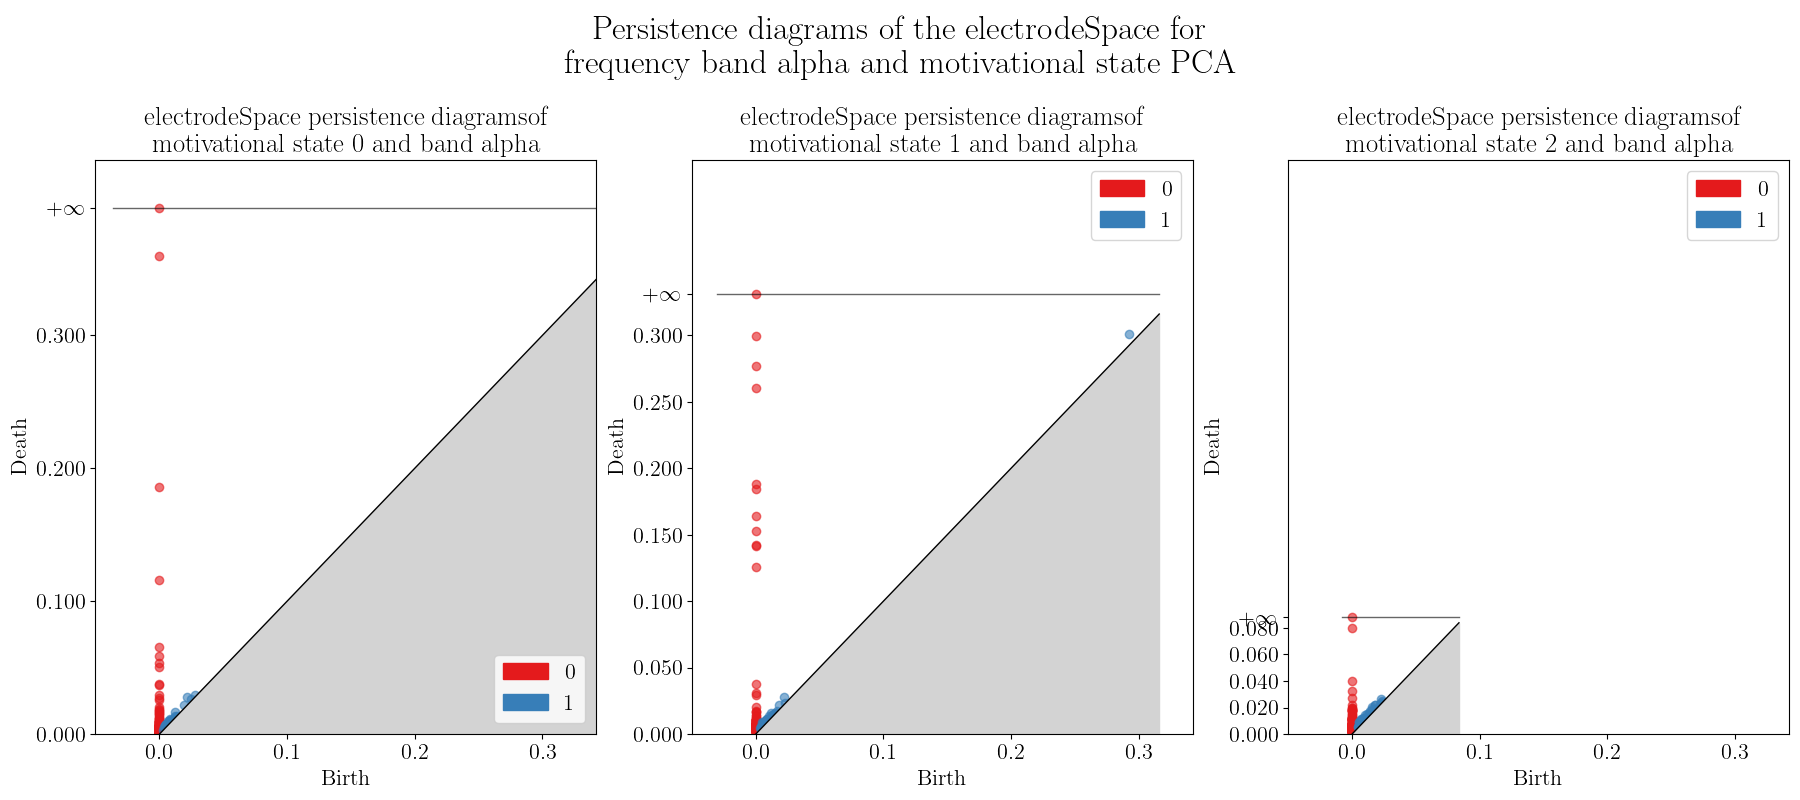 Persistence diagrams of the electrodeSpace for
frequency band alpha and motivational state PCA
electrodeSpace persistence diagramsof
motivational state 0 and band alpha
+∞
0.300
0.200
0.100
0.000
Death
0.0 0.1 0.2 0.3
Birth
0
1
electrodeSpace persistence diagramsof
motivational state 1 and band alpha
+∞
0.300
0.250
0.200
0.150
0.100
0.050
0.000
Death
0.0 0.1 0.2 0.3
Birth
0
1
electrodeSpace persistence diagramsof
motivational state 2 and band alpha
+∞
0.080
0.060
0.040
0.020
0.000
Death
0.0 0.1 0.2 0.3
Birth
0
1